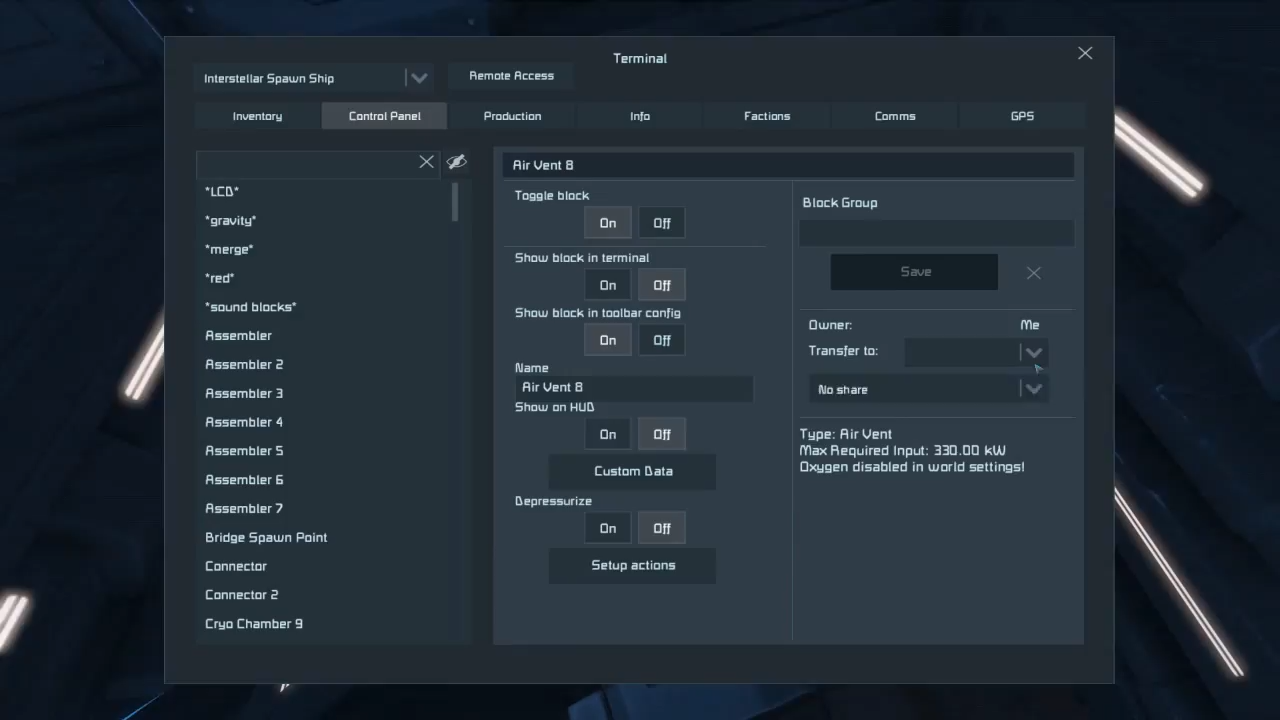 Terminal
Interstellar Spawn Ship
Remote Access
Inventory
Control Panel
Production
Info
Factions
Comms
GPS
*LCD*
*gravity*
*merge*
*red*
*sound blocks*
Assembler
Assembler 2
Assembler 3
Assembler 4
Assembler 5
Assembler 6
Assembler 7
Bridge Spawn Point
Connector
Connector 2
Cryo Chamber 9
Air Vent 8
Toggle block
On Off
Show block in terminal
On Off
Show block in toolbar config
On Off
Name
Air Vent 8
Show on HUD
On Off
Custom Data
Depressurize
On Off
Setup actions
Block Group
Save
Owner: Me
Transfer to:
No share
Type: Air Vent
Max Required Input: 330.00 kW
Oxygen disabled in world settings!